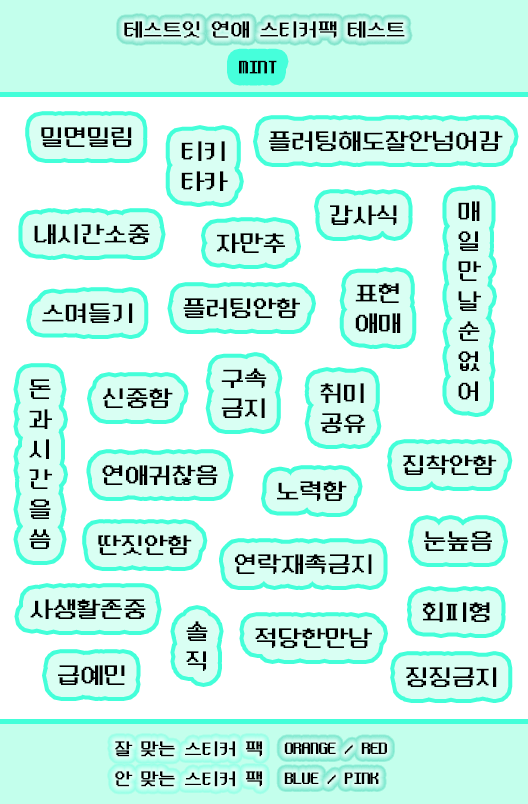 테스트잇 연애 스티커팩 테스트
MINT
밀면밀림
티키
타카
플러팅해도잘안넘어감
내시간소중
자만추
갑사식
매
일
만
날
순
없
어
스며들기
플러팅안함
표현
애매
돈
과
시
간
을
씀
신중함
구속
금지
취미
공유
연애귀찮음
노력함
집착안함
딴짓안함
연락재촉금지
눈높음
사생활존중
솔
직
적당한만남
회피형
급예민
징징금지
잘 맞는 스티커 팩 ORANGE / RED
안 맞는 스티커 팩 BLUE / PINK